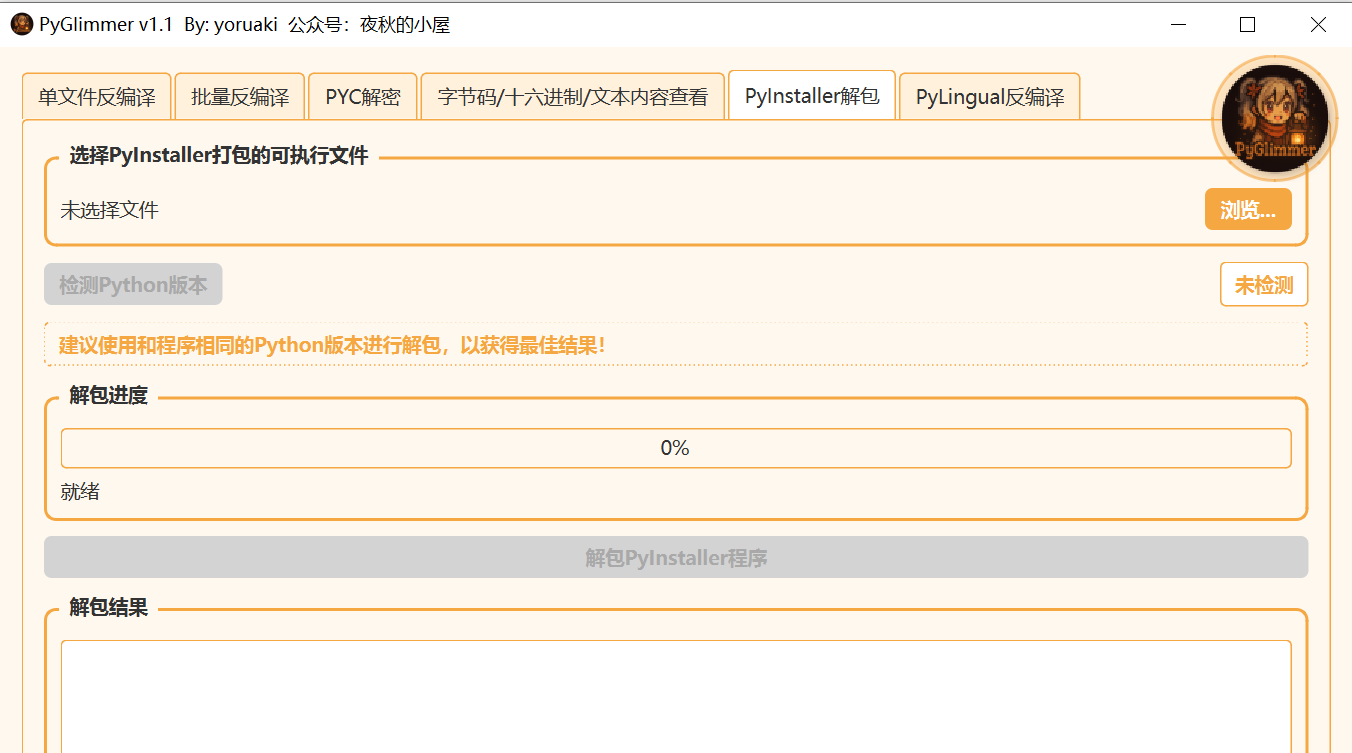 PyGlimmer v1.1 By: yoruaki 公众号：夜秋的小屋
单文件反编译 批量反编译 PYC解密 字节码/十六进制/文本内容查看 PyInstaller解包 PyLingual反编译
PyGlimmer
选择PyInstaller打包的可执行文件
未选择文件 浏览...
检测Python版本 未检测
建议使用和程序相同的Python版本进行解包，以获得最佳结果！
解包进度
0%
就绪
解包PyInstaller程序
解包结果